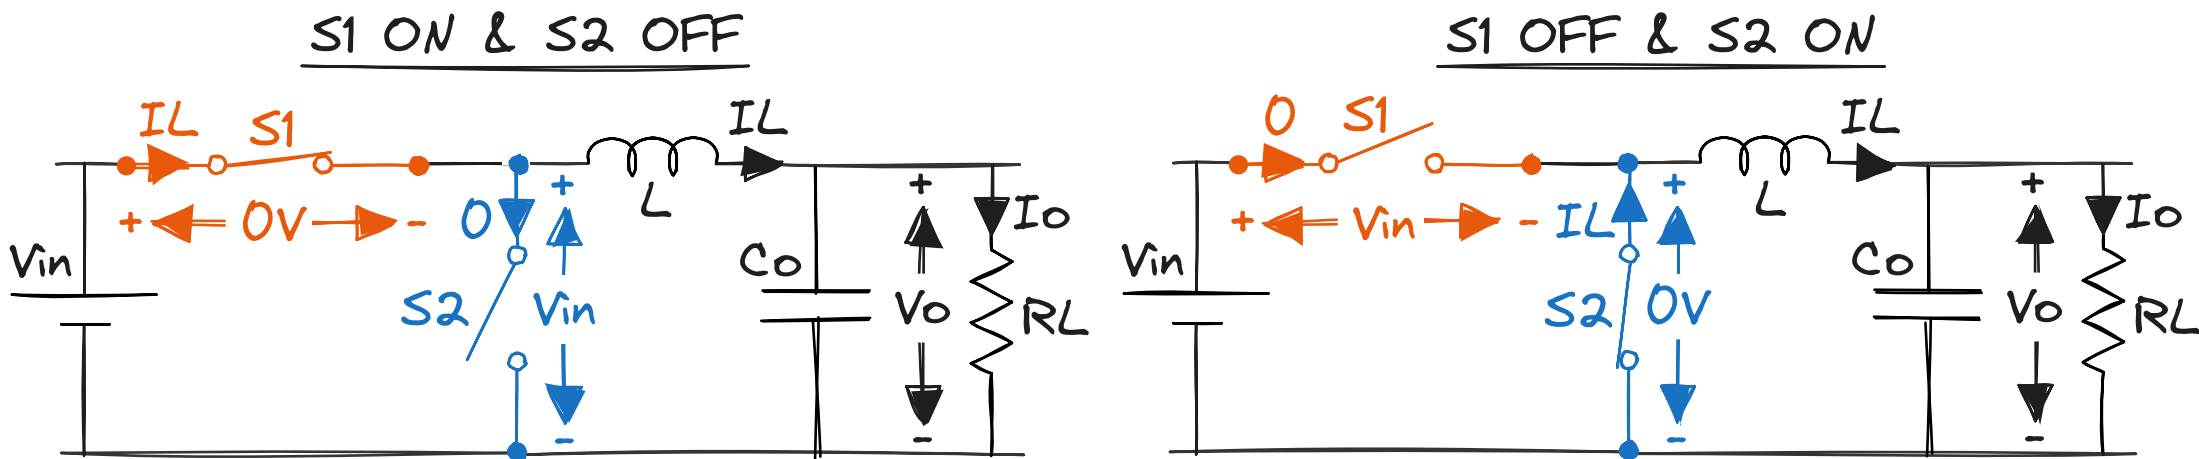 S1 ON & S2 OFF
IL
S1
IL
+ 0V -
0
+
L
+
Io
Vin
Co
S2
Vin
Vo
RL
-
-
S1 OFF & S2 ON
0
S1
IL
+ Vin -
IL
+
L
+
Io
Vin
Co
S2
0V
Vo
RL
-
-